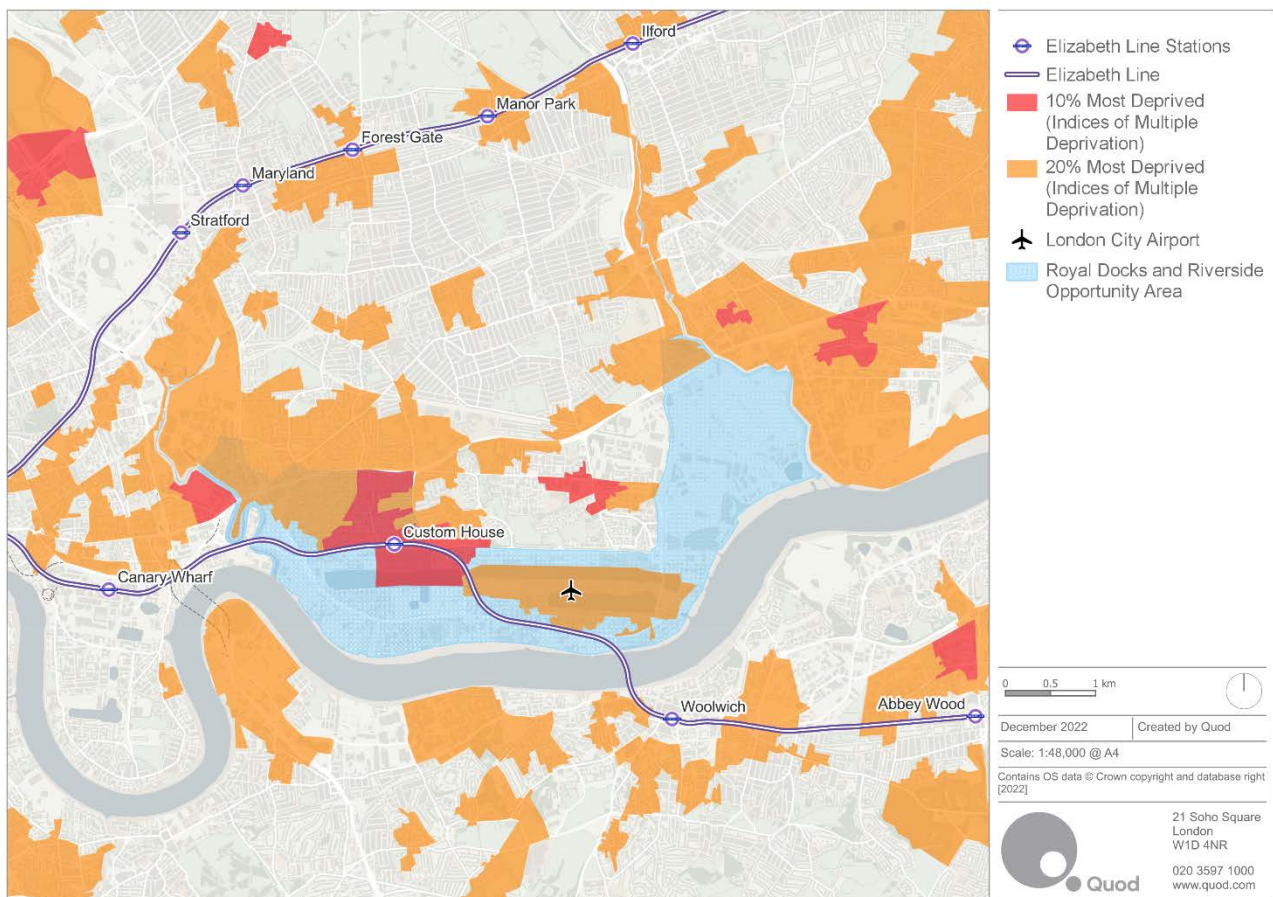 Ilford
Manor Park
Forest Gate
Maryland
Stratford
Custom House
Canary Wharf
Woolwich
Abbey Wood
Elizabeth Line Stations
Elizabeth Line
10% Most Deprived
(Indices of Multiple
Deprivation)
20% Most Deprived
(Indices of Multiple
Deprivation)
London City Airport
Royal Docks and Riverside
Opportunity Area
0 0.5 1 km
December 2022 Created by Quod
Scale: 1:48,000 @ A4
Contains OS data © Crown copyright and database right
[2022]
Quod
21 Soho Square
London
W1D 4NR
020 3597 1000
www.quod.com